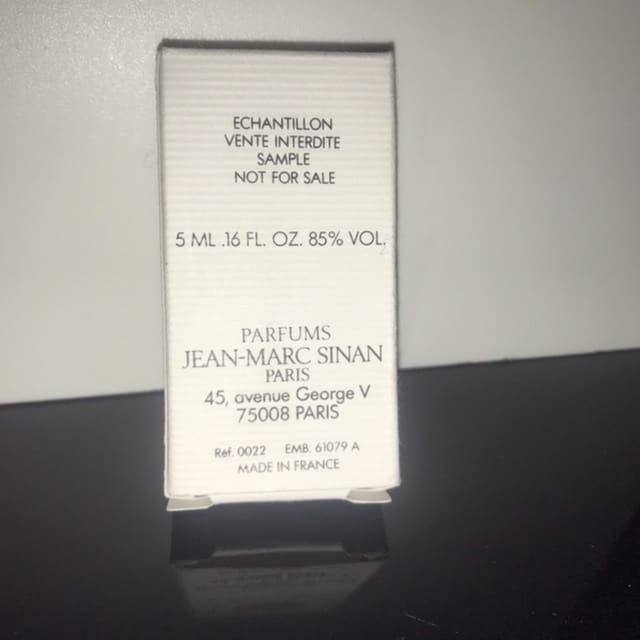 ECHANTILLON
VENTE INTERDITE
SAMPLE
NOT FOR SALE
5 ML .16 FL. OZ. 85% VOL.
PARFUMS
JEAN-MARC SINAN
PARIS
45, avenue George V
75008 PARIS
Réf. 0022 EMB. 61079 A
MADE IN FRANCE